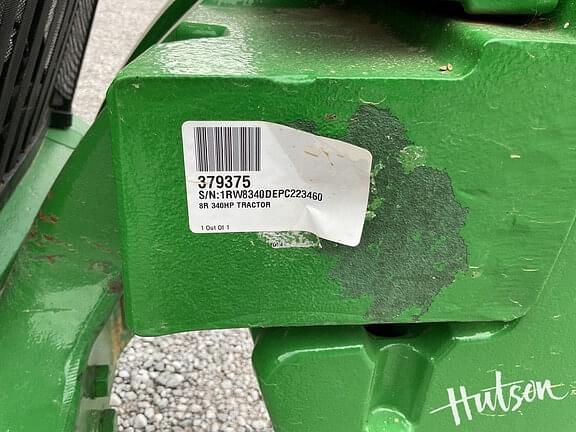 379375
S/N:1RW8340DEPC223460
8R 340HP TRACTOR
1 Out Of 1
Hutson